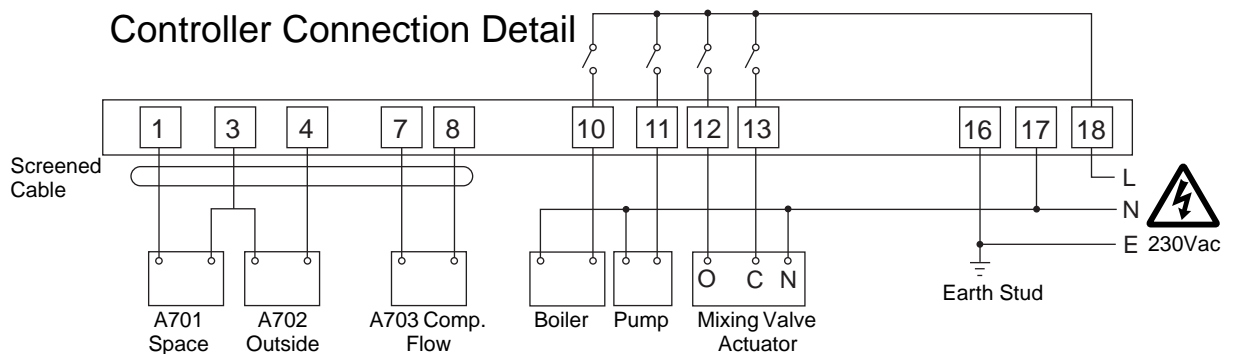 Controller Connection Detail
1 3 4 7 8 10 11 12 13 16 17 18
Screened
Cable
L
N
E 230Vac
O C N
Earth Stud
A701
Space
A702
Outside
A703 Comp.
Flow
Boiler
Pump
Mixing Valve
Actuator